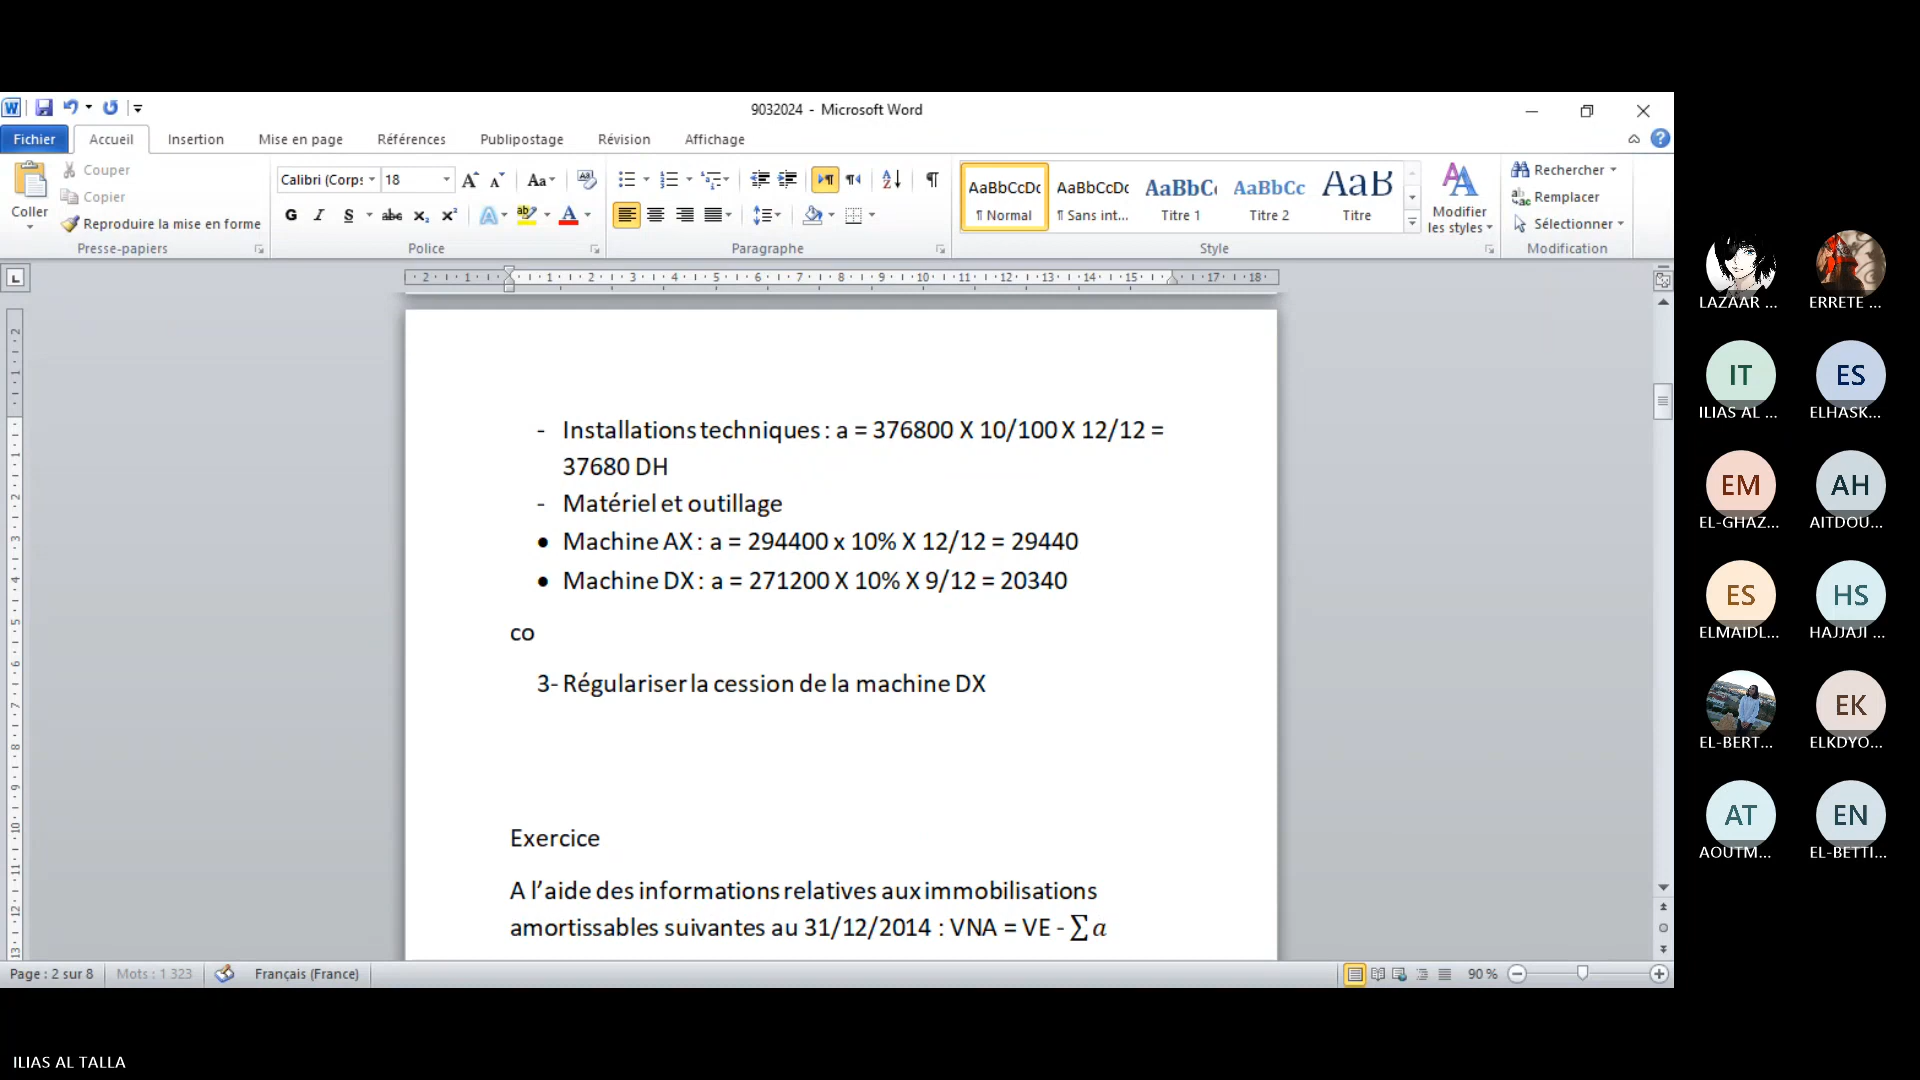 9032024 - Microsoft Word
Fichier Accueil Insertion Mise en page Références Publipostage Révision Affichage
Coller
Couper
Copier
Reproduire la mise en forme
Presse-papiers
Calibri (Corps 18
G I S abc x₂ x²
Police
Paragraphe
AaBbCcDc AaBbCcDc AaBbC AaBbCc AaB
¶ Normal ¶ Sans int... Titre 1 Titre 2 Titre
Modifier
les styles
Style
Rechercher
Remplacer
Sélectionner
Modification
- Installations techniques : a = 376800 X 10/100 X 12/12 =
37680 DH
- Matériel et outillage
• Machine AX : a = 294400 x 10% X 12/12 = 29440
• Machine DX : a = 271200 X 10% X 9/12 = 20340
co
3- Régulariser la cession de la machine DX
Exercice
A l’aide des informations relatives aux immobilisations
amortissables suivantes au 31/12/2014 : VNA = VE - ∑ a
Page : 2 sur 8 Mots : 1 323 Français (France) 90 %
LAZAAR ... ERRETE ...
IT ES
ILIAS AL ... ELHASK...
EM AH
EL-GHAZ... AITDOU...
ES HS
ELMAIDL... HAJJAJI ...
EK
EL-BERT... ELKDYO...
AT EN
AOUTM... EL-BETTI...
ILIAS AL TALLA